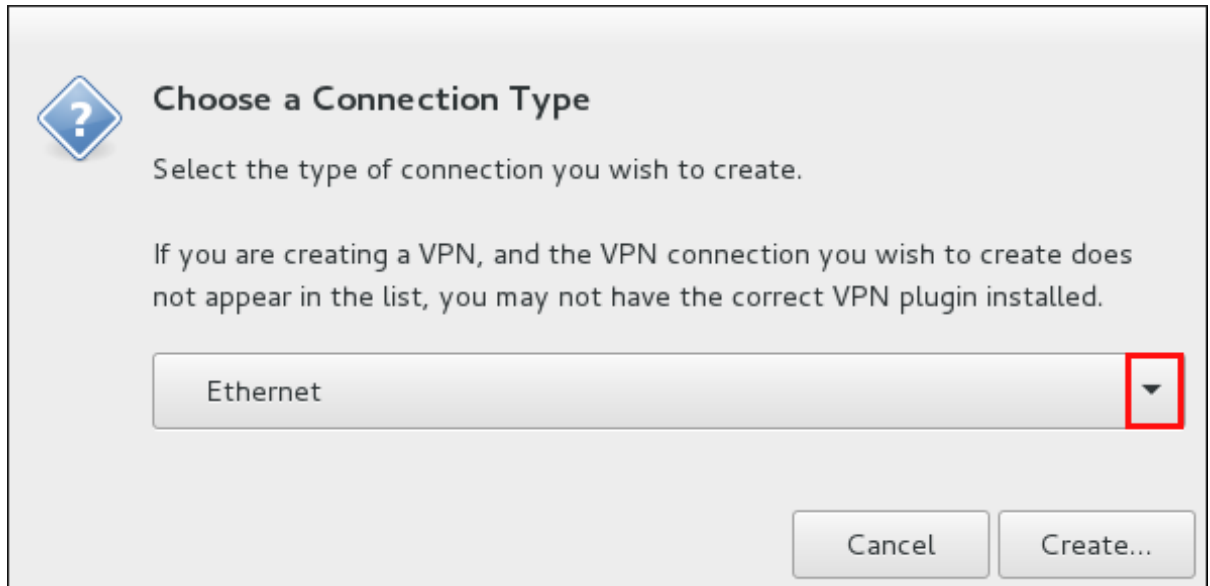 Choose a Connection Type
Select the type of connection you wish to create.
If you are creating a VPN, and the VPN connection you wish to create does
not appear in the list, you may not have the correct VPN plugin installed.
Ethernet
Cancel
Create...